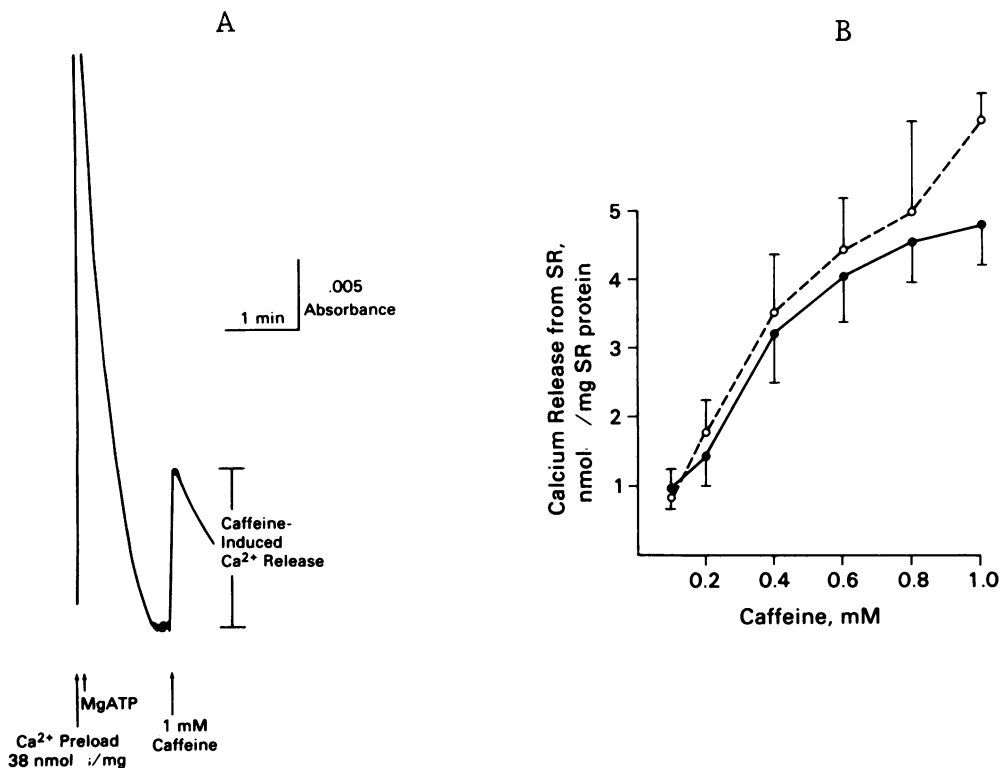 A
.005
Absorbance
1 min
Caffeine-
Induced
Ca²⁺ Release
MgATP
Ca²⁺ Preload
38 nmol /mg
1 mM
Caffeine
B
Calcium Release from SR,
nmol /mg SR protein
5
4
3
2
1
0.2 0.4 0.6 0.8 1.0
Caffeine, mM